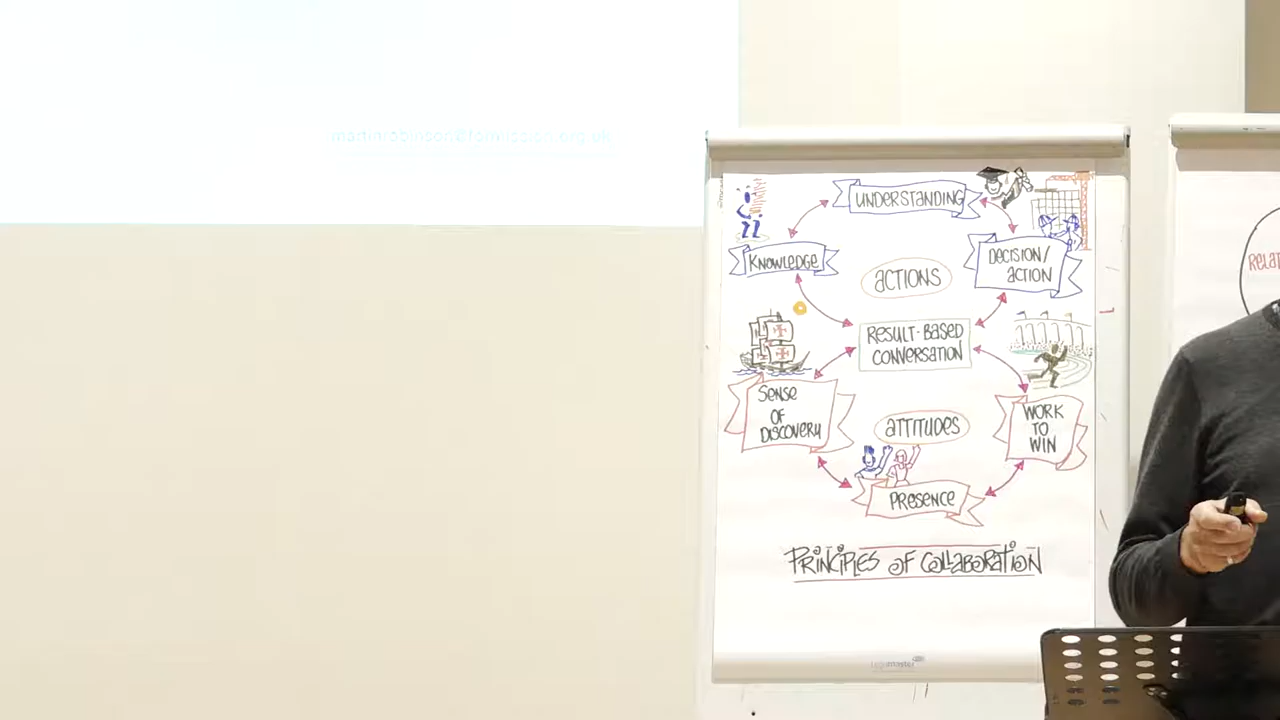 UNDERSTANDING
KNOWLEDGE
DECISION/
ACTION
ACTIONS
RESULT-BASED
CONVERSATION
SENSE
OF
DISCOVERY
ATTITUDES
WORK
TO
WIN
PRESENCE
PRINCIPLES OF COLLABORATION
Legamaster